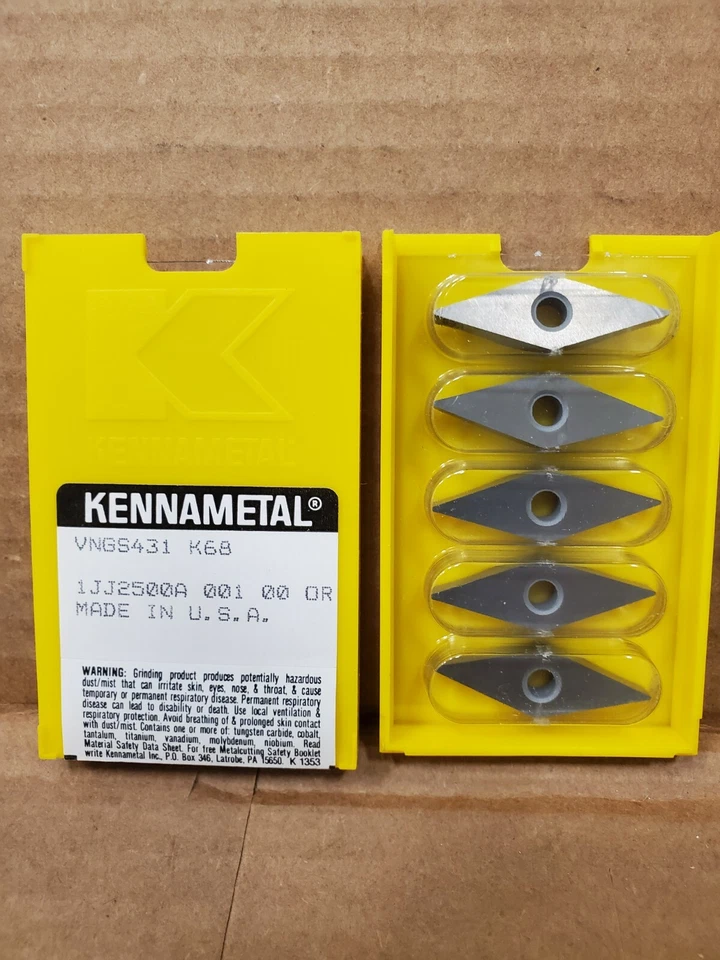 KENNAMETAL
KENNAMETAL®
VNGS431 K68
1JJ2500A 001 00 OR
MADE IN U.S.A.
WARNING: Grinding product produces potentially hazardous
dust/mist that can irritate skin, eyes, nose, & throat, & cause
temporary or permanent respiratory disease. Permanent respiratory
disease can lead to disability or death. Use local ventilation &
respiratory protection. Avoid breathing of & prolonged skin contact
with dust/mist. Contains one or more of: tungsten carbide, cobalt,
tantalum, titanium, vanadium, molybdenum, niobium. Read
Material Safety Data Sheet. For free Metalcutting Safety Booklet
write Kennametal Inc., P.O. Box 346, Latrobe, PA 15650. K 1353